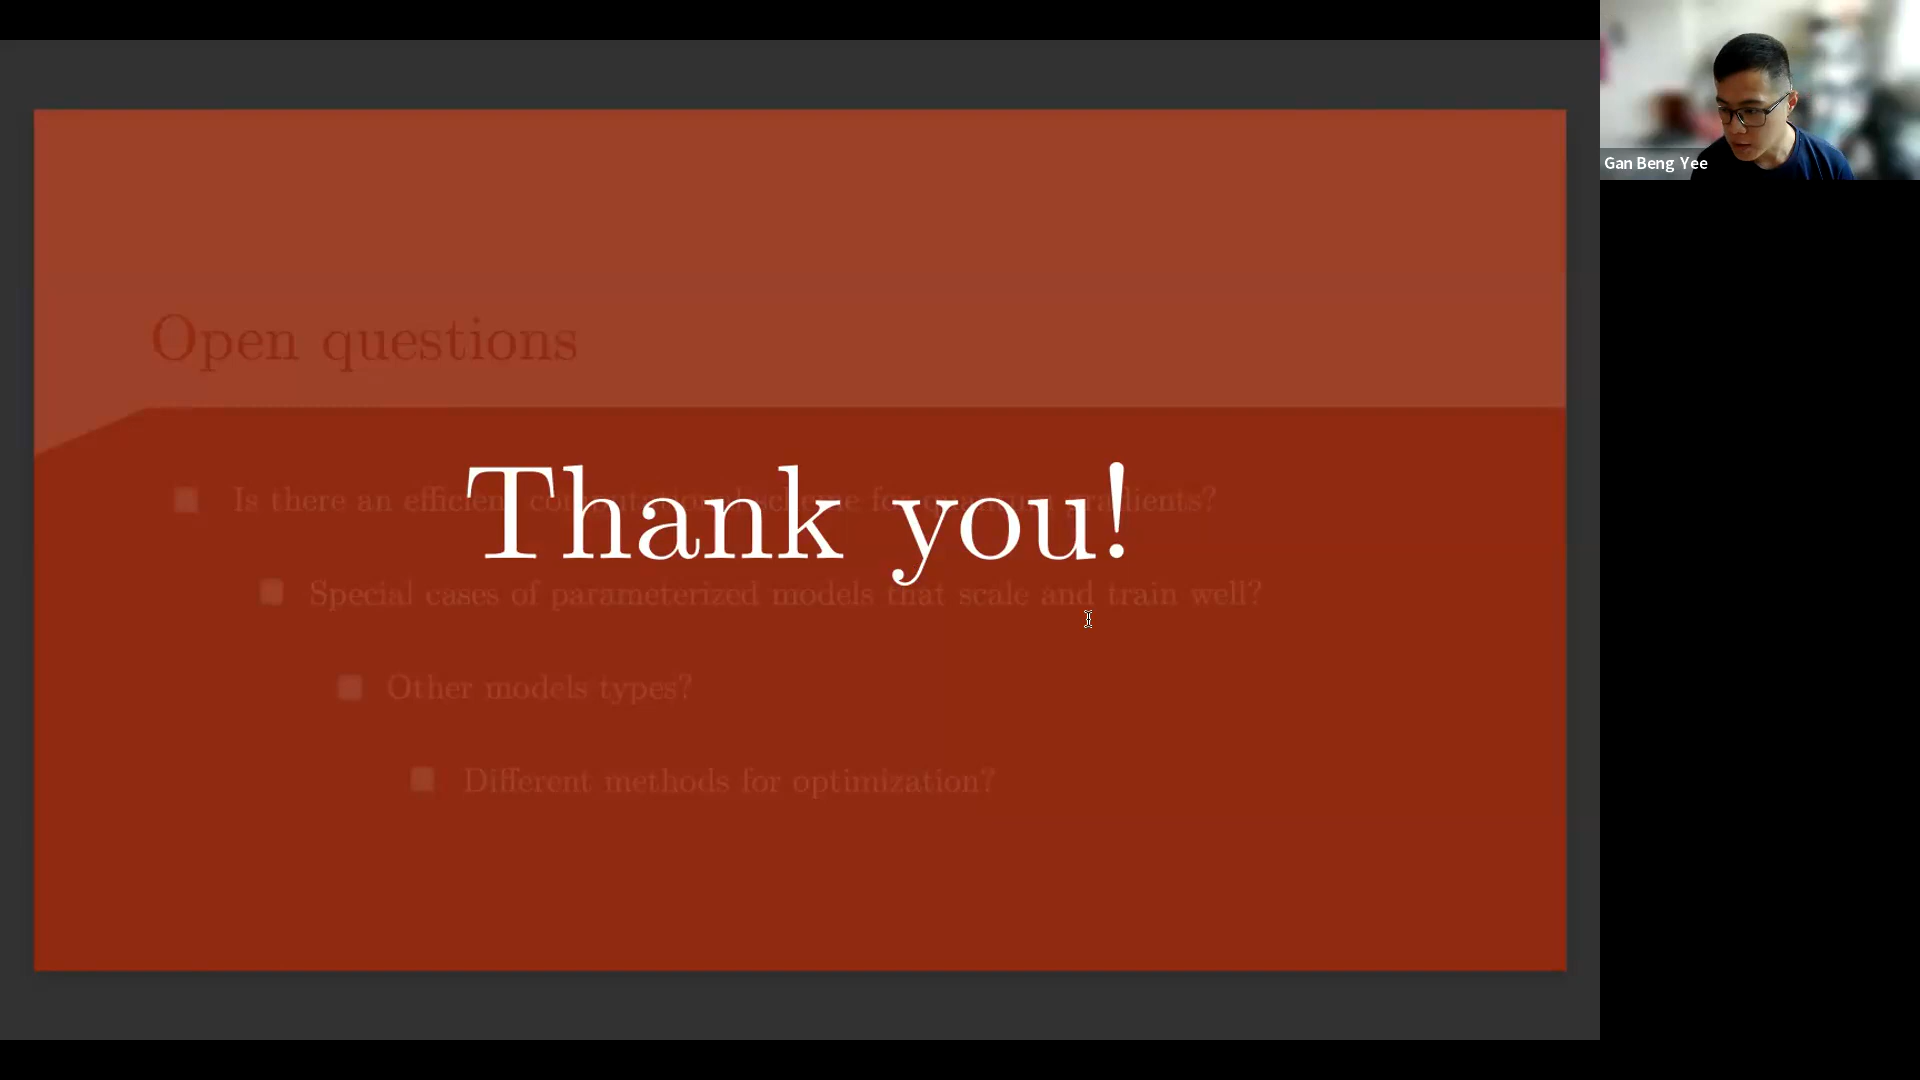 Open questions
Thank you!
Is there an efficient computational scheme for quantum gradients?
Special cases of parameterized models that scale and train well?
Other models types?
Different methods for optimization?
Gan Beng Yee